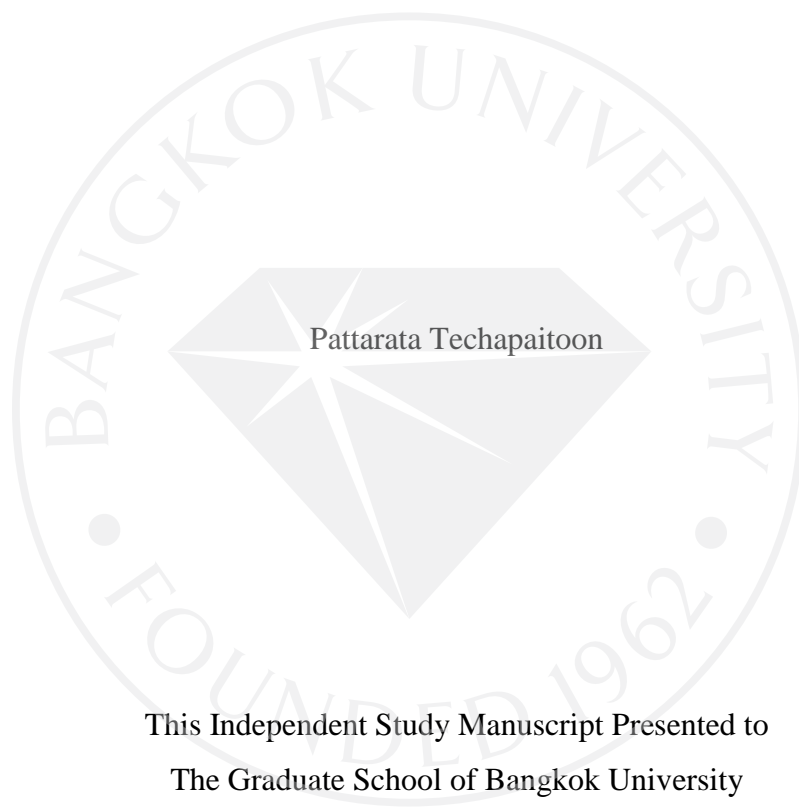 BANGKOK UNIVERSITY
Pattarata Techapaitoon
FOUNDED 1962
This Independent Study Manuscript Presented to
The Graduate School of Bangkok University